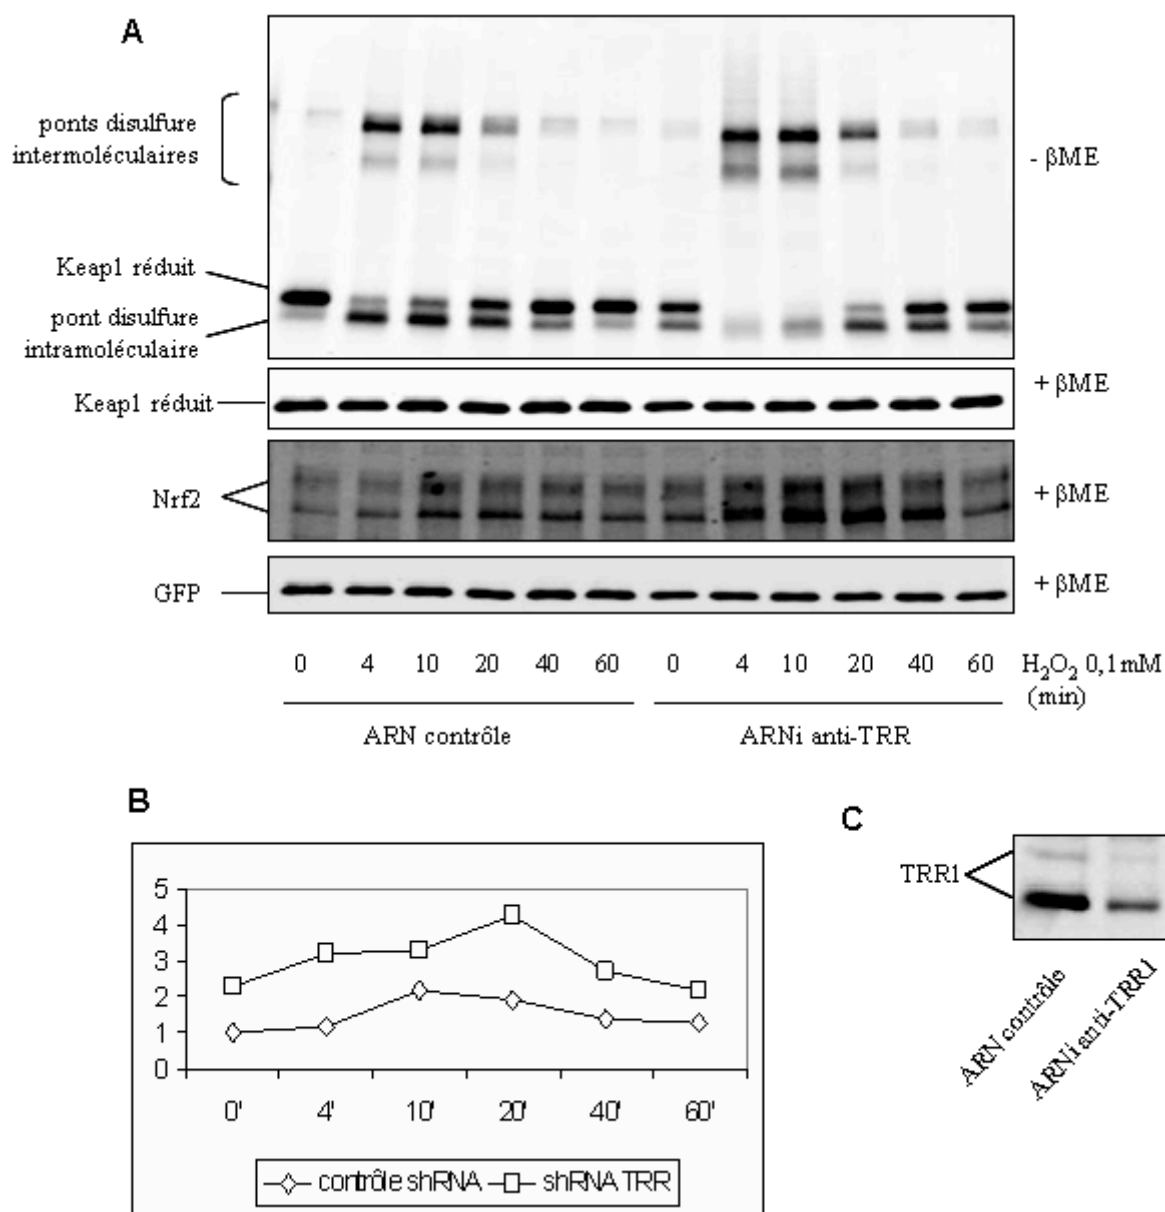 A
ponts disulfure
intermoléculaires
- βME
Keap1 réduit
pont disulfure
intramoléculaire
Keap1 réduit
+ βME
Nrf2
+ βME
GFP
+ βME
0 4 10 20 40 60 0 4 10 20 40 60 H₂O₂ 0,1 mM
(min)
ARN contrôle ARNi anti-TRR
B
5
4
3
2
1
0
0' 4' 10' 20' 40' 60'
contrôle shRNA shRNA TRR
C
TRR1
ARN contrôle
ARNi anti-TRR1